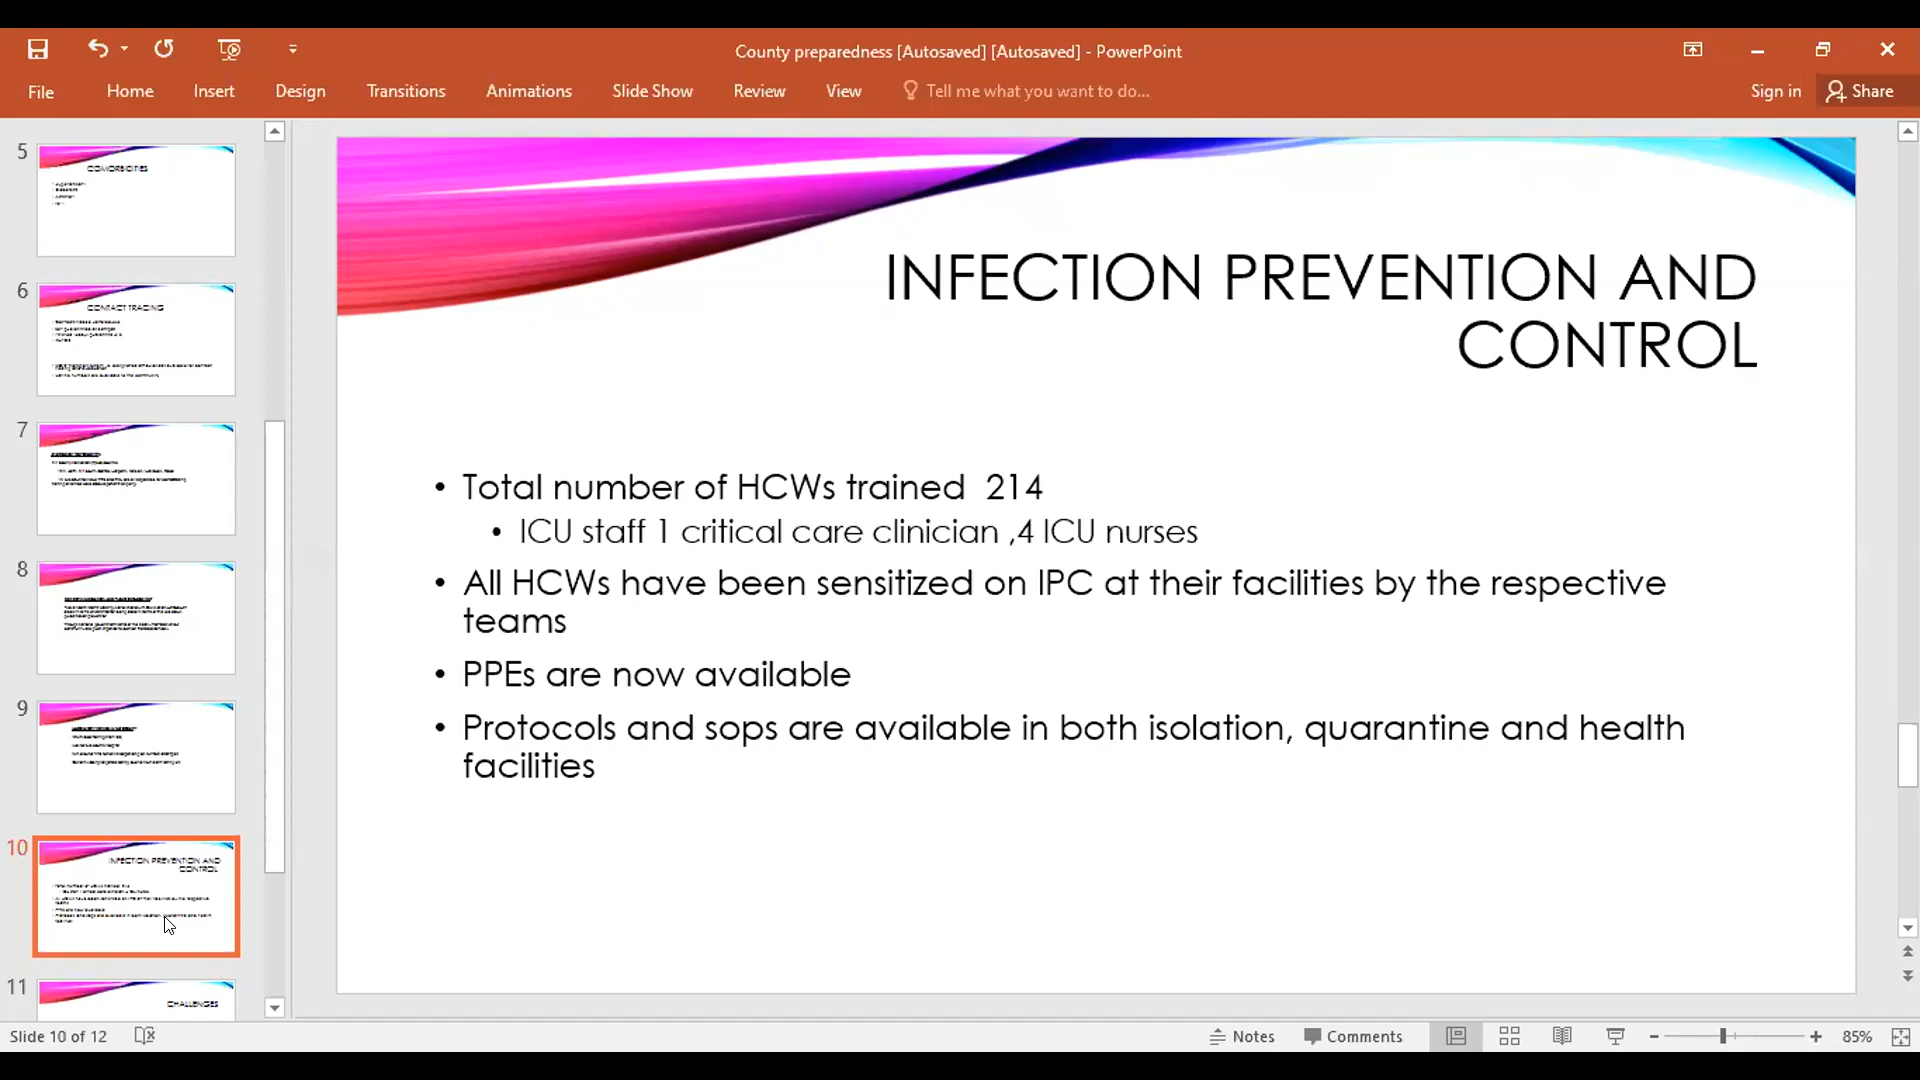 County preparedness [Autosaved] [Autosaved] - PowerPoint
File Home Insert Design Transitions Animations Slide Show Review View Tell me what you want to do... Sign in Share
5
COMORBIDITIES
6
CONTACT TRACING
7
8
9
10
INFECTION PREVENTION AND
CONTROL
11
CHALLENGES
INFECTION PREVENTION AND
CONTROL
• Total number of HCWs trained 214
• ICU staff 1 critical care clinician ,4 ICU nurses
• All HCWs have been sensitized on IPC at their facilities by the respective
teams
• PPEs are now available
• Protocols and sops are available in both isolation, quarantine and health
facilities
Slide 10 of 12 Notes Comments 85%